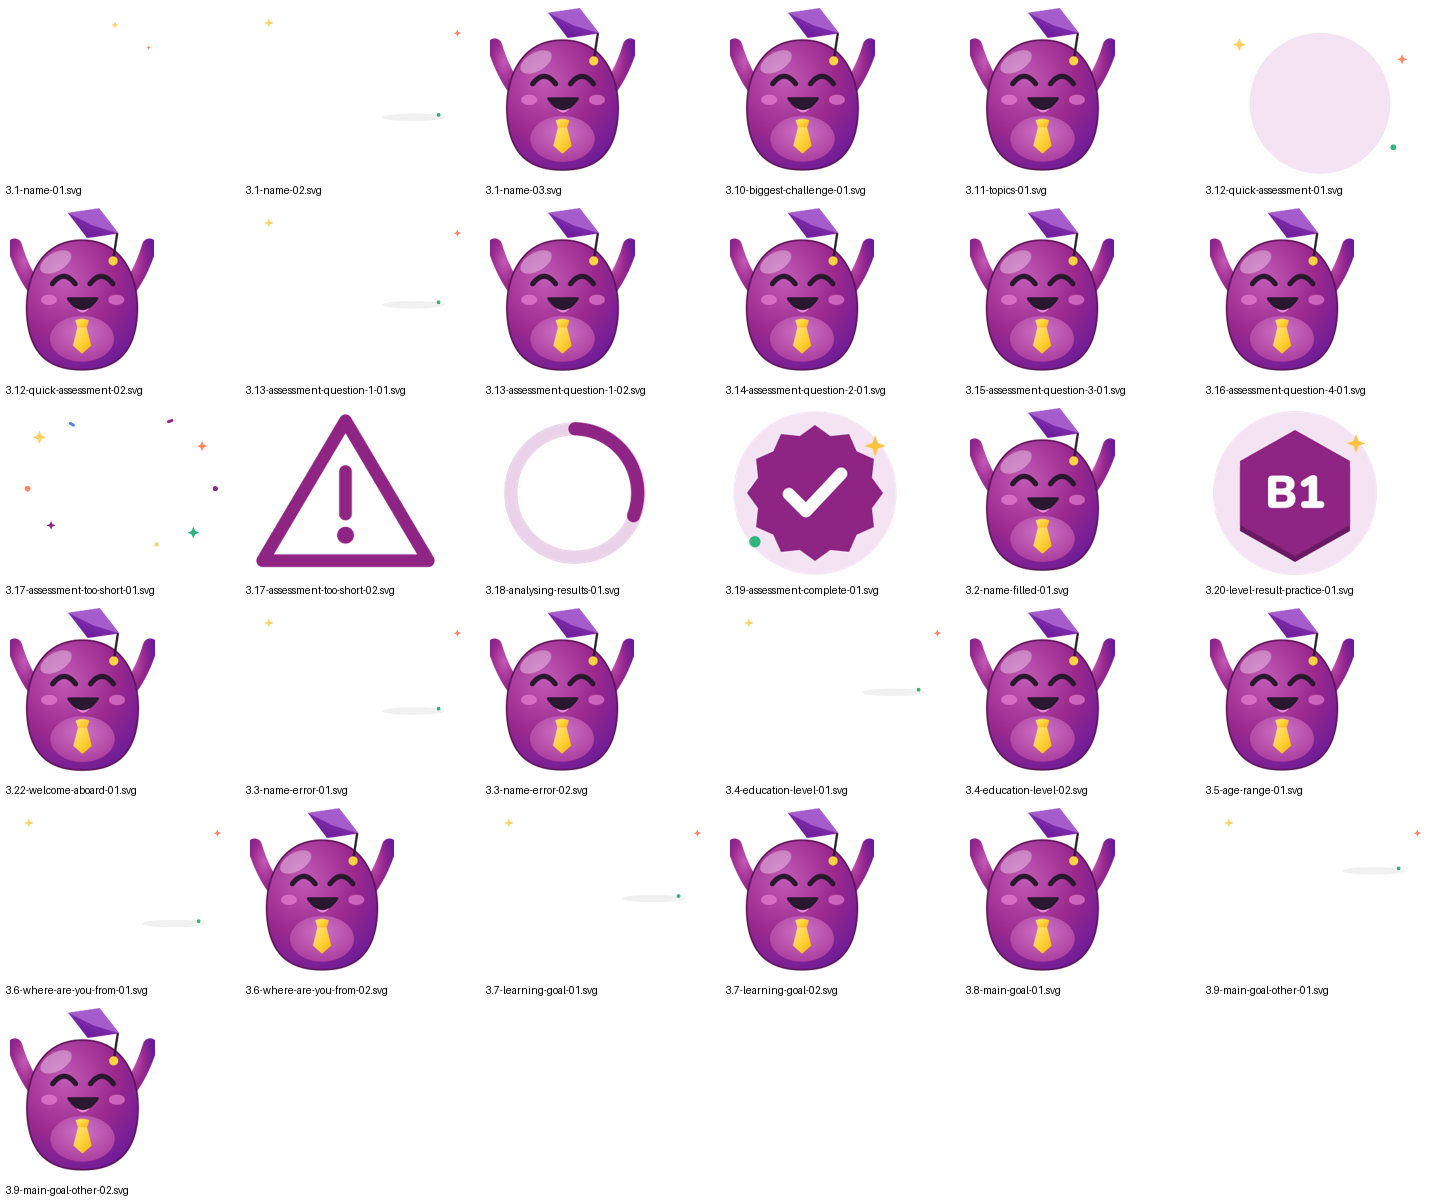 3.1-name-01.svg
3.1-name-02.svg
3.1-name-03.svg
3.10-biggest-challenge-01.svg
3.11-topics-01.svg
3.12-quick-assessment-01.svg
3.12-quick-assessment-02.svg
3.13-assessment-question-1-01.svg
3.13-assessment-question-1-02.svg
3.14-assessment-question-2-01.svg
3.15-assessment-question-3-01.svg
3.16-assessment-question-4-01.svg
B1
3.17-assessment-too-short-01.svg
3.17-assessment-too-short-02.svg
3.18-analysing-results-01.svg
3.19-assessment-complete-01.svg
3.2-name-filled-01.svg
3.20-level-result-practice-01.svg
3.22-welcome-aboard-01.svg
3.3-name-error-01.svg
3.3-name-error-02.svg
3.4-education-level-01.svg
3.4-education-level-02.svg
3.5-age-range-01.svg
3.6-where-are-you-from-01.svg
3.6-where-are-you-from-02.svg
3.7-learning-goal-01.svg
3.7-learning-goal-02.svg
3.8-main-goal-01.svg
3.9-main-goal-other-01.svg
3.9-main-goal-other-02.svg